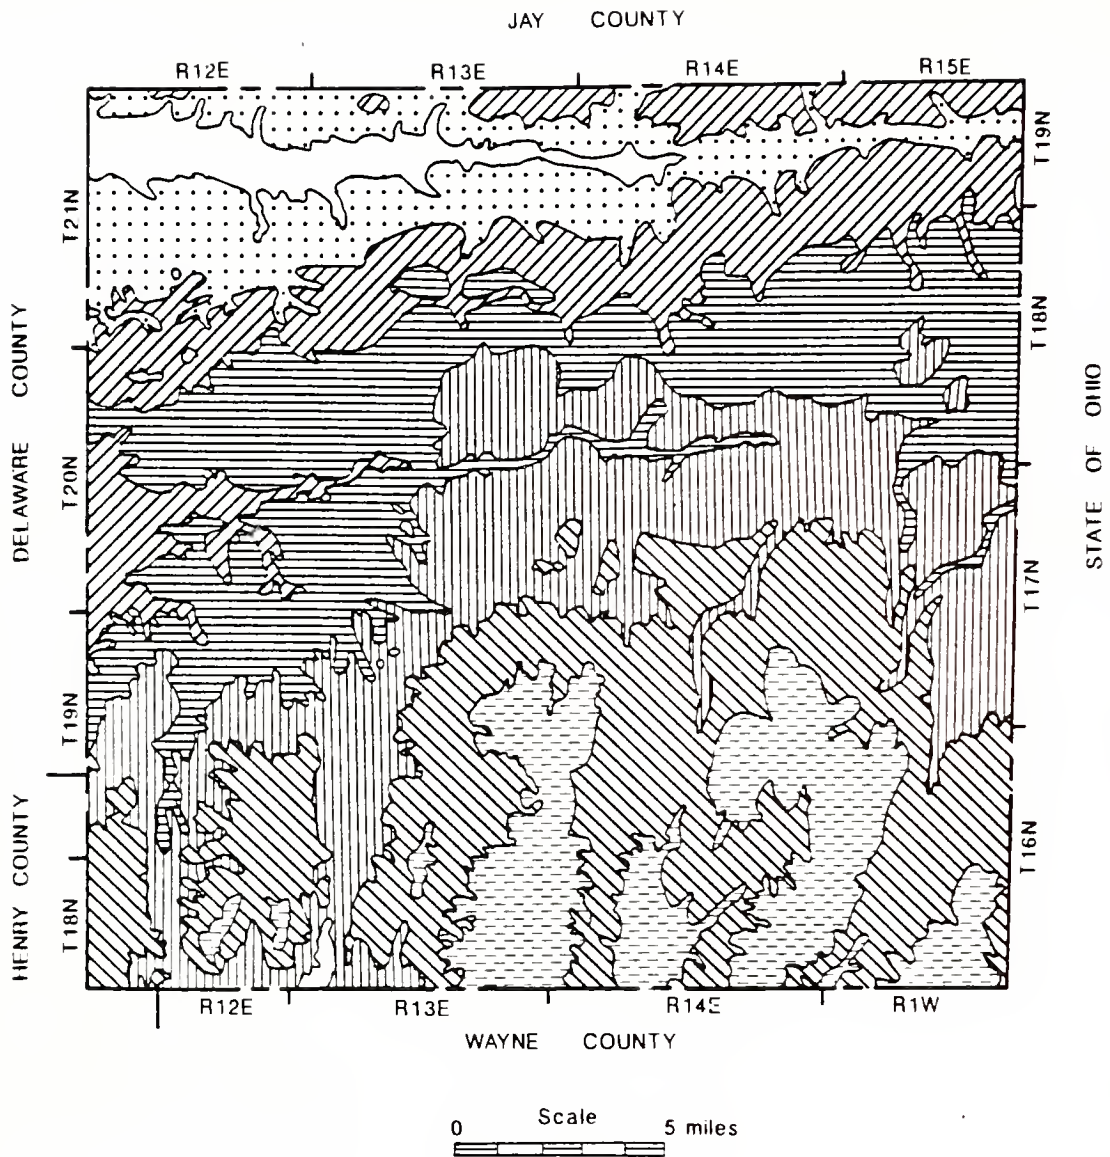 JAY COUNTY
R12E R13E R14E R15E
T19N
T21N
T18N
DELAWARE COUNTY
STATE OF OHIO
T20N
T17N
T19N
T16N
HENRY COUNTY
T18N
R12E R13E R14E R1W
WAYNE COUNTY
Scale
0 5 miles